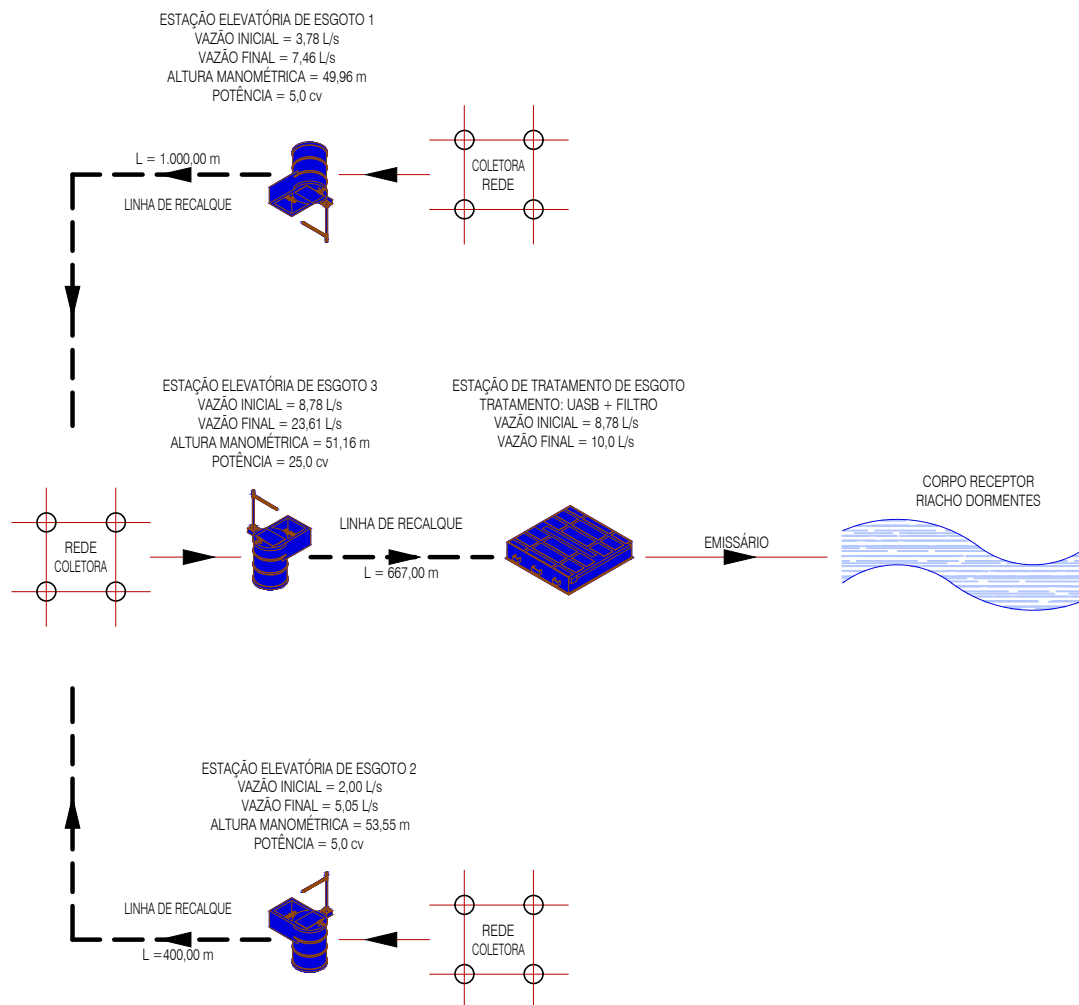 ESTAÇÃO ELEVATÓRIA DE ESGOTO 1
VAZÃO INICIAL = 3,78 L/s
VAZÃO FINAL = 7,46 L/s
ALTURA MANOMÉTRICA = 49,96 m
POTÊNCIA = 5,0 cv
L = 1.000,00 m
LINHA DE RECALQUE
COLETORA
REDE
ESTAÇÃO ELEVATÓRIA DE ESGOTO 3
VAZÃO INICIAL = 8,78 L/s
VAZÃO FINAL = 23,61 L/s
ALTURA MANOMÉTRICA = 51,16 m
POTÊNCIA = 25,0 cv
ESTAÇÃO DE TRATAMENTO DE ESGOTO
TRATAMENTO: UASB + FILTRO
VAZÃO INICIAL = 8,78 L/s
VAZÃO FINAL = 10,0 L/s
CORPO RECEPTOR
RIACHO DORMENTES
REDE
COLETORA
LINHA DE RECALQUE
L = 667,00 m
EMISSÁRIO
ESTAÇÃO ELEVATÓRIA DE ESGOTO 2
VAZÃO INICIAL = 2,00 L/s
VAZÃO FINAL = 5,05 L/s
ALTURA MANOMÉTRICA = 53,55 m
POTÊNCIA = 5,0 cv
LINHA DE RECALQUE
L =400,00 m
REDE
COLETORA